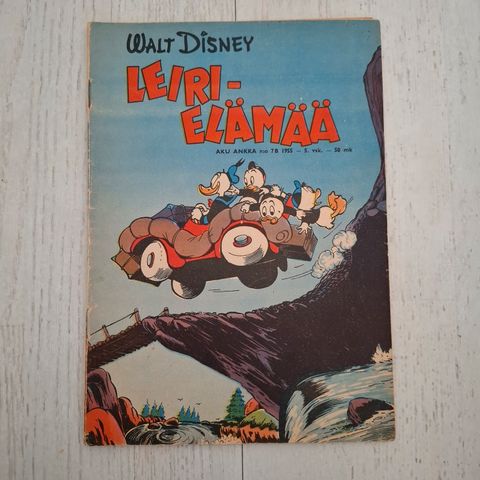 WALT DISNEY
LEIRI-
ELÄMÄÄ
AKU ANKKA n:o 7B 1955 — 5. vsk. — 50 mk